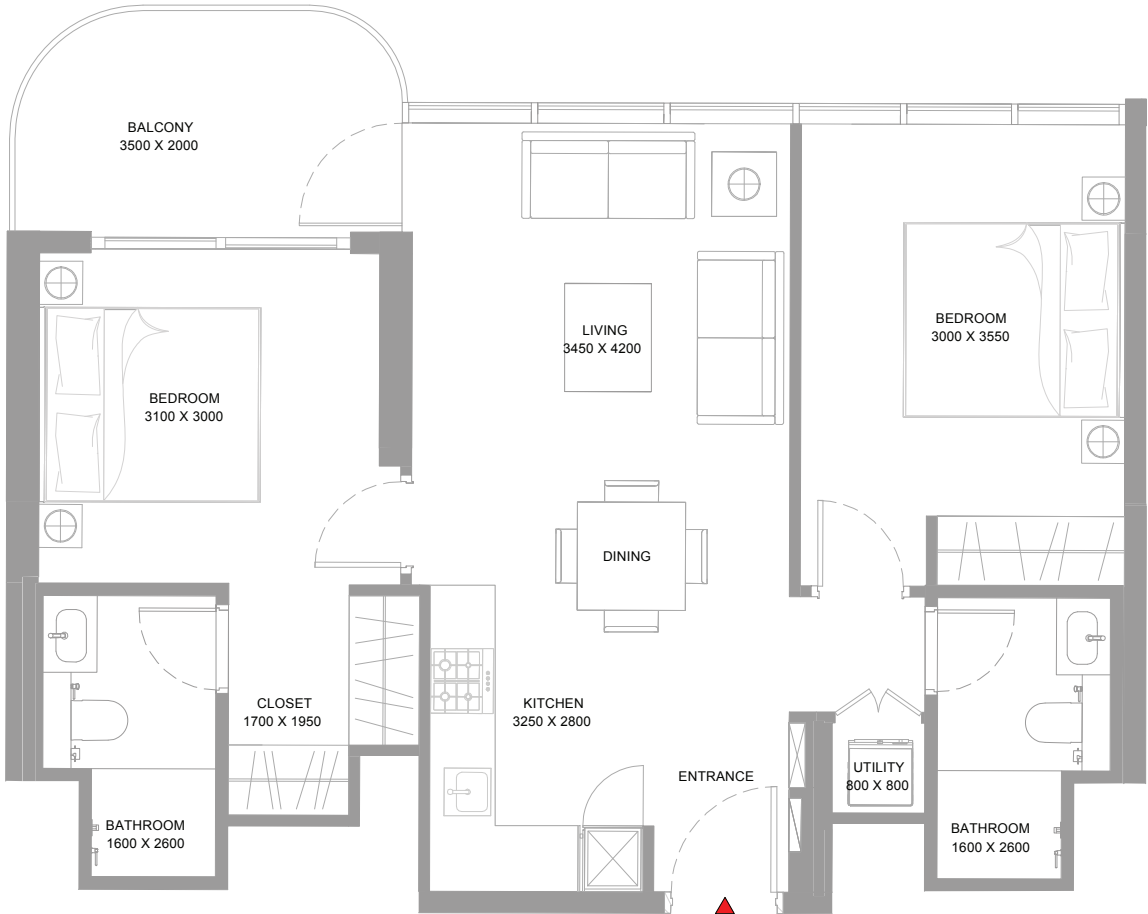 BALCONY
3500 X 2000
LIVING
3450 X 4200
BEDROOM
3000 X 3550
BEDROOM
3100 X 3000
DINING
CLOSET
1700 X 1950
KITCHEN
3250 X 2800
ENTRANCE
UTILITY
800 X 800
BATHROOM
1600 X 2600
BATHROOM
1600 X 2600